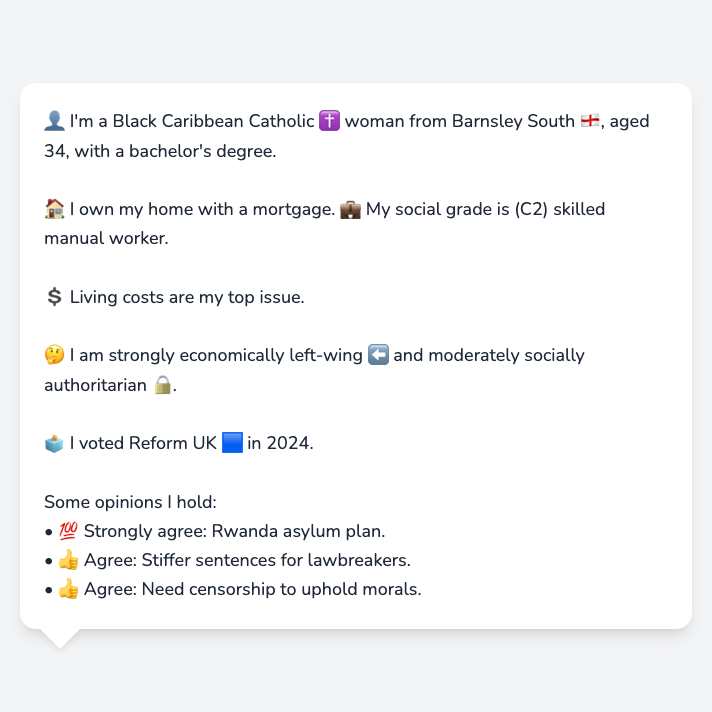 👤 I'm a Black Caribbean Catholic ✝️ woman from Barnsley South 🏴󠁧󠁢󠁥󠁮󠁧󠁿, aged
34, with a bachelor's degree.
🏠 I own my home with a mortgage. 💼 My social grade is (C2) skilled
manual worker.
💲 Living costs are my top issue.
🤔 I am strongly economically left-wing ⬅️ and moderately socially
authoritarian 🔒.
🗳️ I voted Reform UK 🟦 in 2024.
Some opinions I hold:
• 💯 Strongly agree: Rwanda asylum plan.
• 👍 Agree: Stiffer sentences for lawbreakers.
• 👍 Agree: Need censorship to uphold morals.